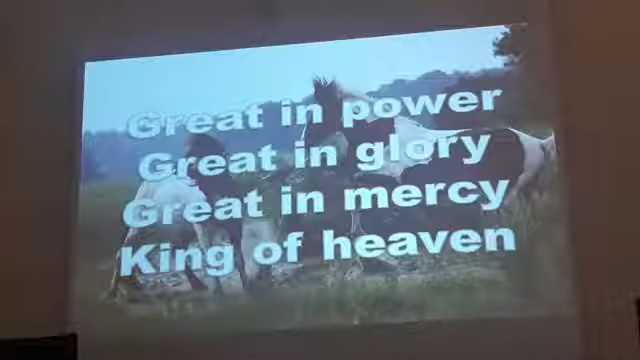 Great in power
Great in glory
Great in mercy
King of heaven